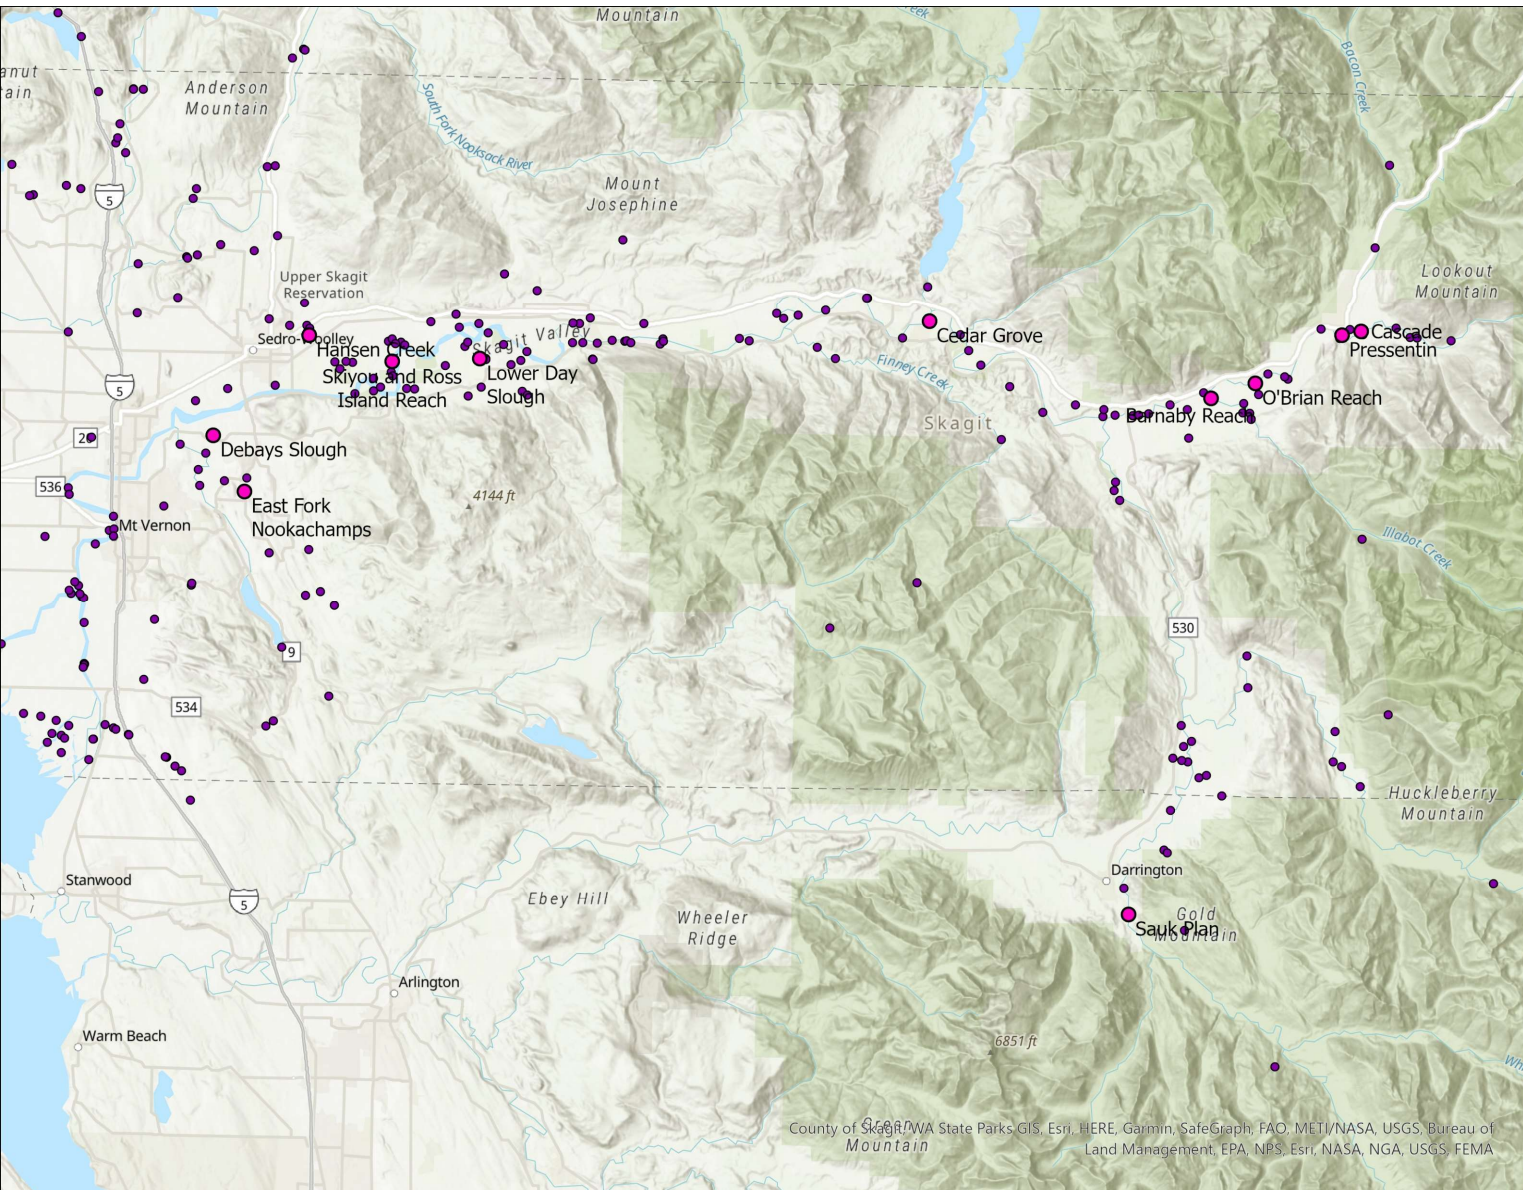 Mountain
Creek
anut
tain
Anderson
Mountain
South Fork Nooksack River
Bacon Creek
5
Mount
Josephine
Upper Skagit
Reservation
Lookout
Mountain
Sedro-Woolley
Skagit Valley
Hansen Creek
Cedar Grove
Cascade
Pressentin
Skiyou and Ross
Island Reach
Lower Day
Slough
Finney Creek
5
O'Brian Reach
Barnaby Reach
Skagit
20
Debays Slough
536
4144 ft
East Fork
Nookachamps
Mt Vernon
Illabot Creek
530
9
534
Huckleberry
Mountain
Stanwood
Darrington
5
Ebey Hill
Wheeler
Ridge
Gold
Mountain
Sauk Plan
Arlington
Warm Beach
6851 ft
Whi
Green
Mountain
County of Skagit, WA State Parks GIS, Esri, HERE, Garmin, SafeGraph, FAO, METI/NASA, USGS, Bureau of
Land Management, EPA, NPS, Esri, NASA, NGA, USGS, FEMA